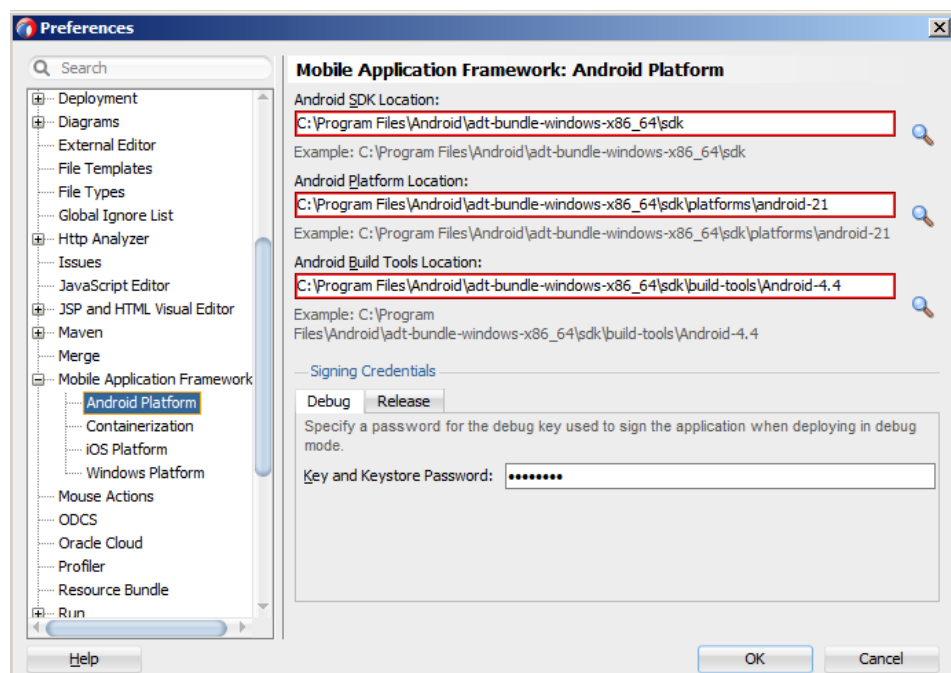 Preferences
Search
Deployment
Diagrams
External Editor
File Templates
File Types
Global Ignore List
Http Analyzer
Issues
JavaScript Editor
JSP and HTML Visual Editor
Maven
Merge
Mobile Application Framework
Android Platform
Containerization
iOS Platform
Windows Platform
Mouse Actions
ODCS
Oracle Cloud
Profiler
Resource Bundle
Run
Help
Mobile Application Framework: Android Platform
Android SDK Location:
C:\Program Files\Android\adt-bundle-windows-x86_64\sdk
Example: C:\Program Files\Android\adt-bundle-windows-x86_64\sdk
Android Platform Location:
C:\Program Files\Android\adt-bundle-windows-x86_64\sdk\platforms\android-21
Example: C:\Program Files\Android\adt-bundle-windows-x86_64\sdk\platforms\android-21
Android Build Tools Location:
C:\Program Files\Android\adt-bundle-windows-x86_64\sdk\build-tools\Android-4.4
Example: C:\Program
Files\Android\adt-bundle-windows-x86_64\sdk\build-tools\Android-4.4
Signing Credentials
Debug Release
Specify a password for the debug key used to sign the application when deploying in debug
mode.
Key and Keystore Password: ••••••••
OK Cancel